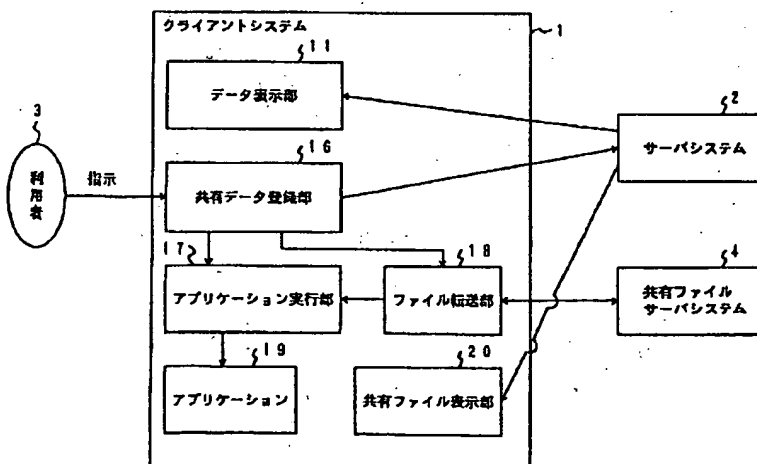 クライアントシステム
1
11
データ表示部
2
サーバシステム
3
利用者
指示
16
共有データ登録部
17
アプリケーション実行部
18
ファイル転送部
4
共有ファイル
サーバシステム
19
アプリケーション
20
共有ファイル表示部